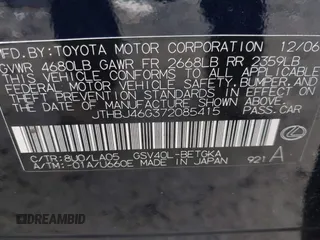 MFD.BY:TOYOTA MOTOR CORPORATION 12/06
GVWR 4680LB GAWR FR 2668LB RR 2359LB
THIS VEHICLE CONFORMS TO ALL APPLICABLE
FEDERAL MOTOR VEHICLE SAFETY,
BUMPER, AND THEFT PREVENTION STANDARDS
IN EFFECT ON THE DATE OF
MANUFACTURE SHOWN ABOVE.
JTHBJ46G372085415
C/TR:8U0/LA05 GSV40L-BETGKA
A/TM:-01A/U660E MADE IN JAPAN 921 A
DREAMBID
dreambid.com